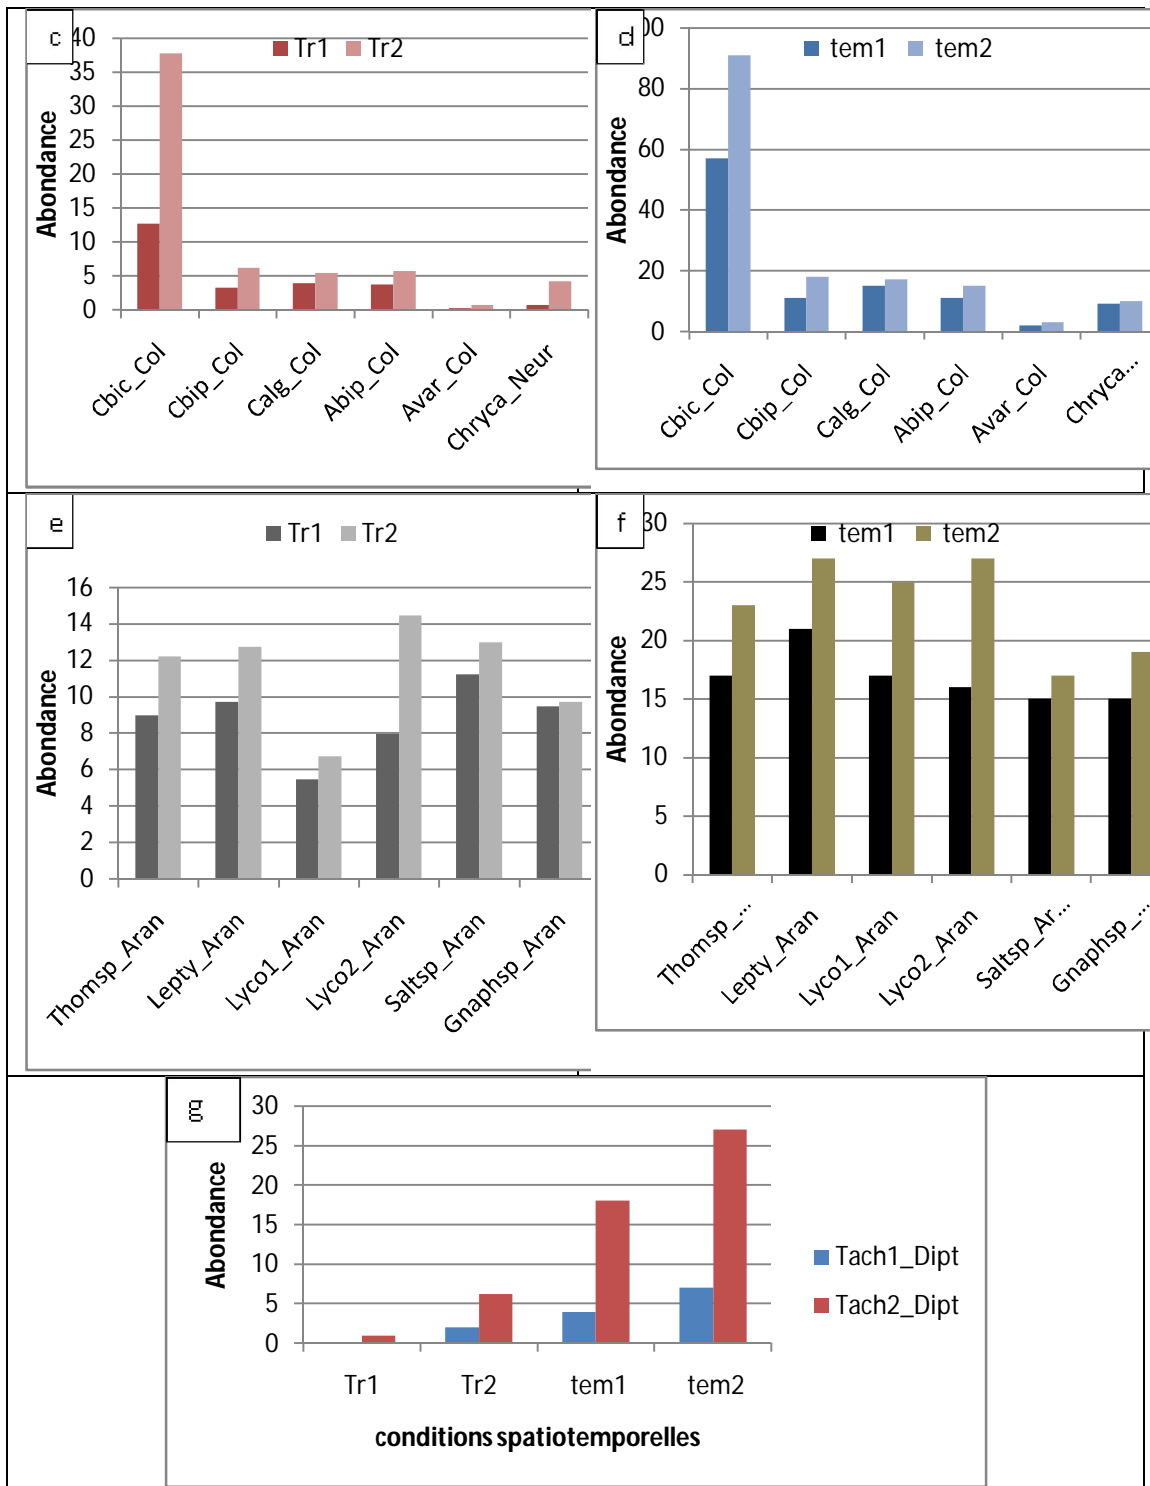 c
Tr1 Tr2
Abondance
40
35
30
25
20
15
10
5
0
Cbic_Col
Cbip_Col
Calg_Col
Abip_Col
Avar_Col
Chryca_Neur
d
tem1 tem2
Abondance
00
80
60
40
20
0
Cbic_Col
Cbip_Col
Calg_Col
Abip_Col
Avar_Col
Chryca...
e
Tr1 Tr2
Abondance
16
14
12
10
8
6
4
2
0
Thomsp_Aran
Lepty_Aran
Lyco1_Aran
Lyco2_Aran
Saltsp_Aran
Gnaphsp_Aran
f
tem1 tem2
Abondance
30
25
20
15
10
5
0
Thomsp_...
Lepty_Aran
Lyco1_Aran
Lyco2_Aran
Saltsp_Ar...
Gnaphsp_...
g
Abondance
30
25
20
15
10
5
0
Tr1 Tr2 tem1 tem2
conditions spatiotemporelles
Tach1_Dipt
Tach2_Dipt